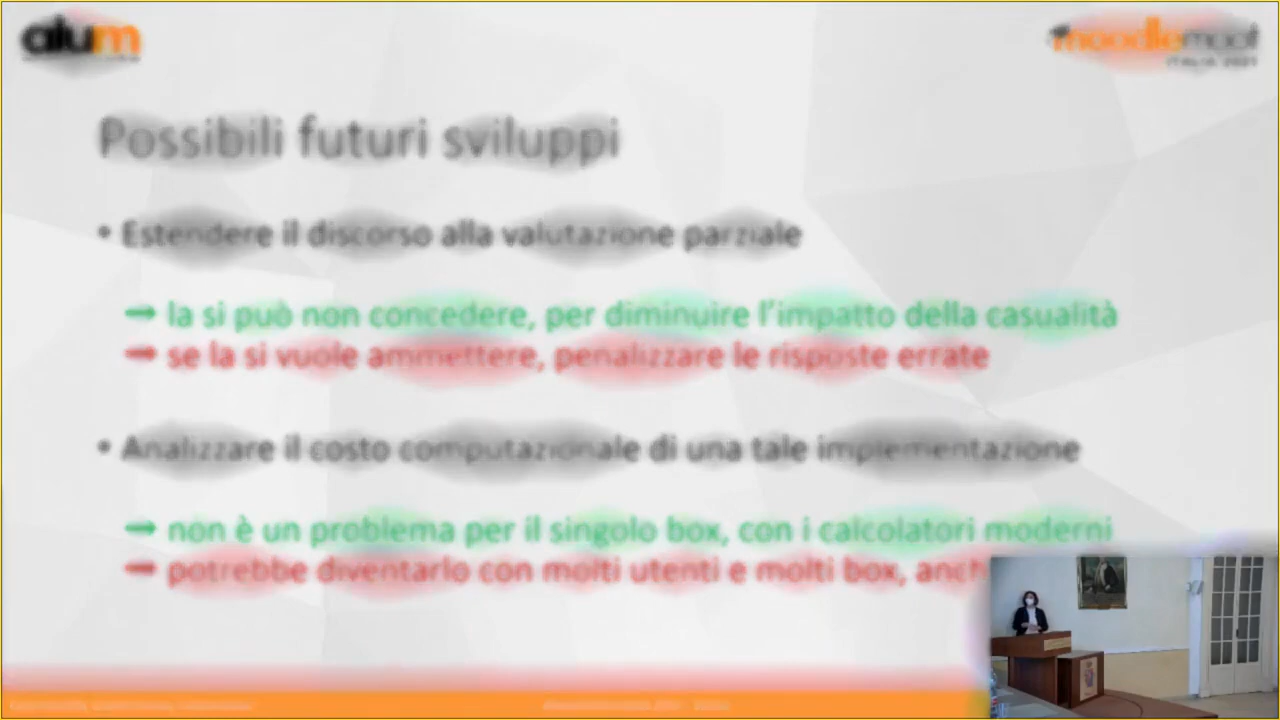 alum
moodlemoot
ITALIA 2021
Possibili futuri sviluppi
• Estendere il discorso alla valutazione parziale
→ la si può non concedere, per diminuire l'impatto della casualità
→ se la si vuole ammettere, penalizzare le risposte errate
• Analizzare il costo computazionale di una tale implementazione
→ non è un problema per il singolo box, con i calcolatori moderni
→ potrebbe diventarlo con molti utenti e molti box, anch